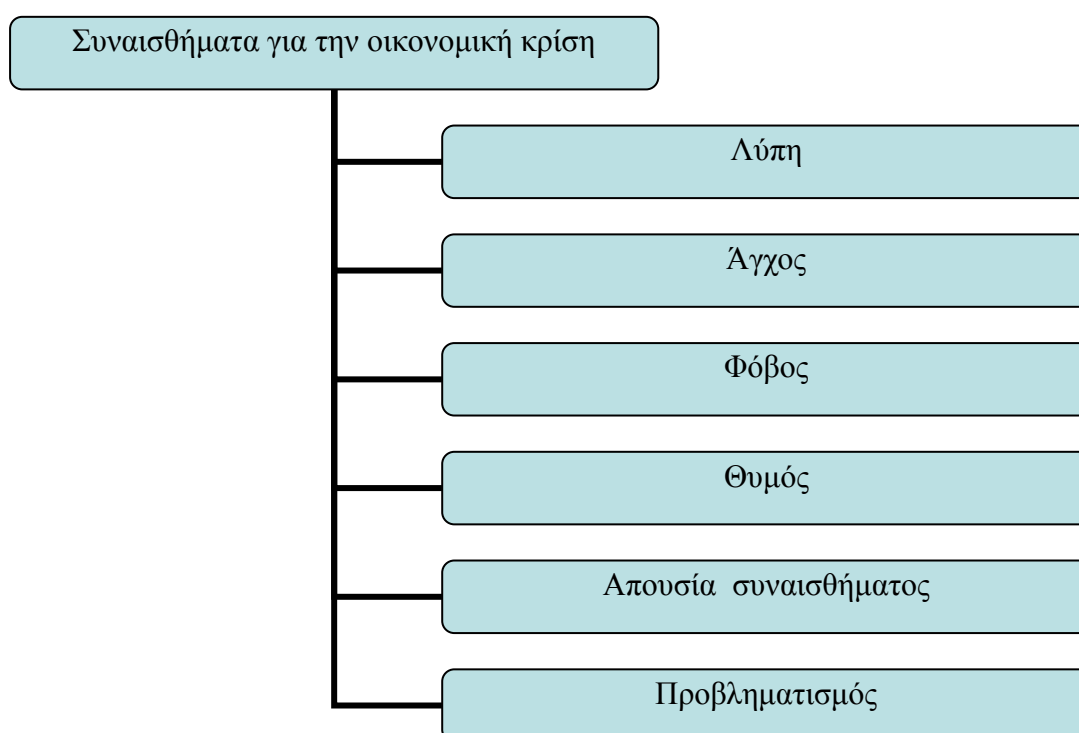 Συναισθήματα για την οικονομική κρίση
Λύπη
Άγχος
Φόβος
Θυμός
Απουσία συναισθήματος
Προβληματισμός